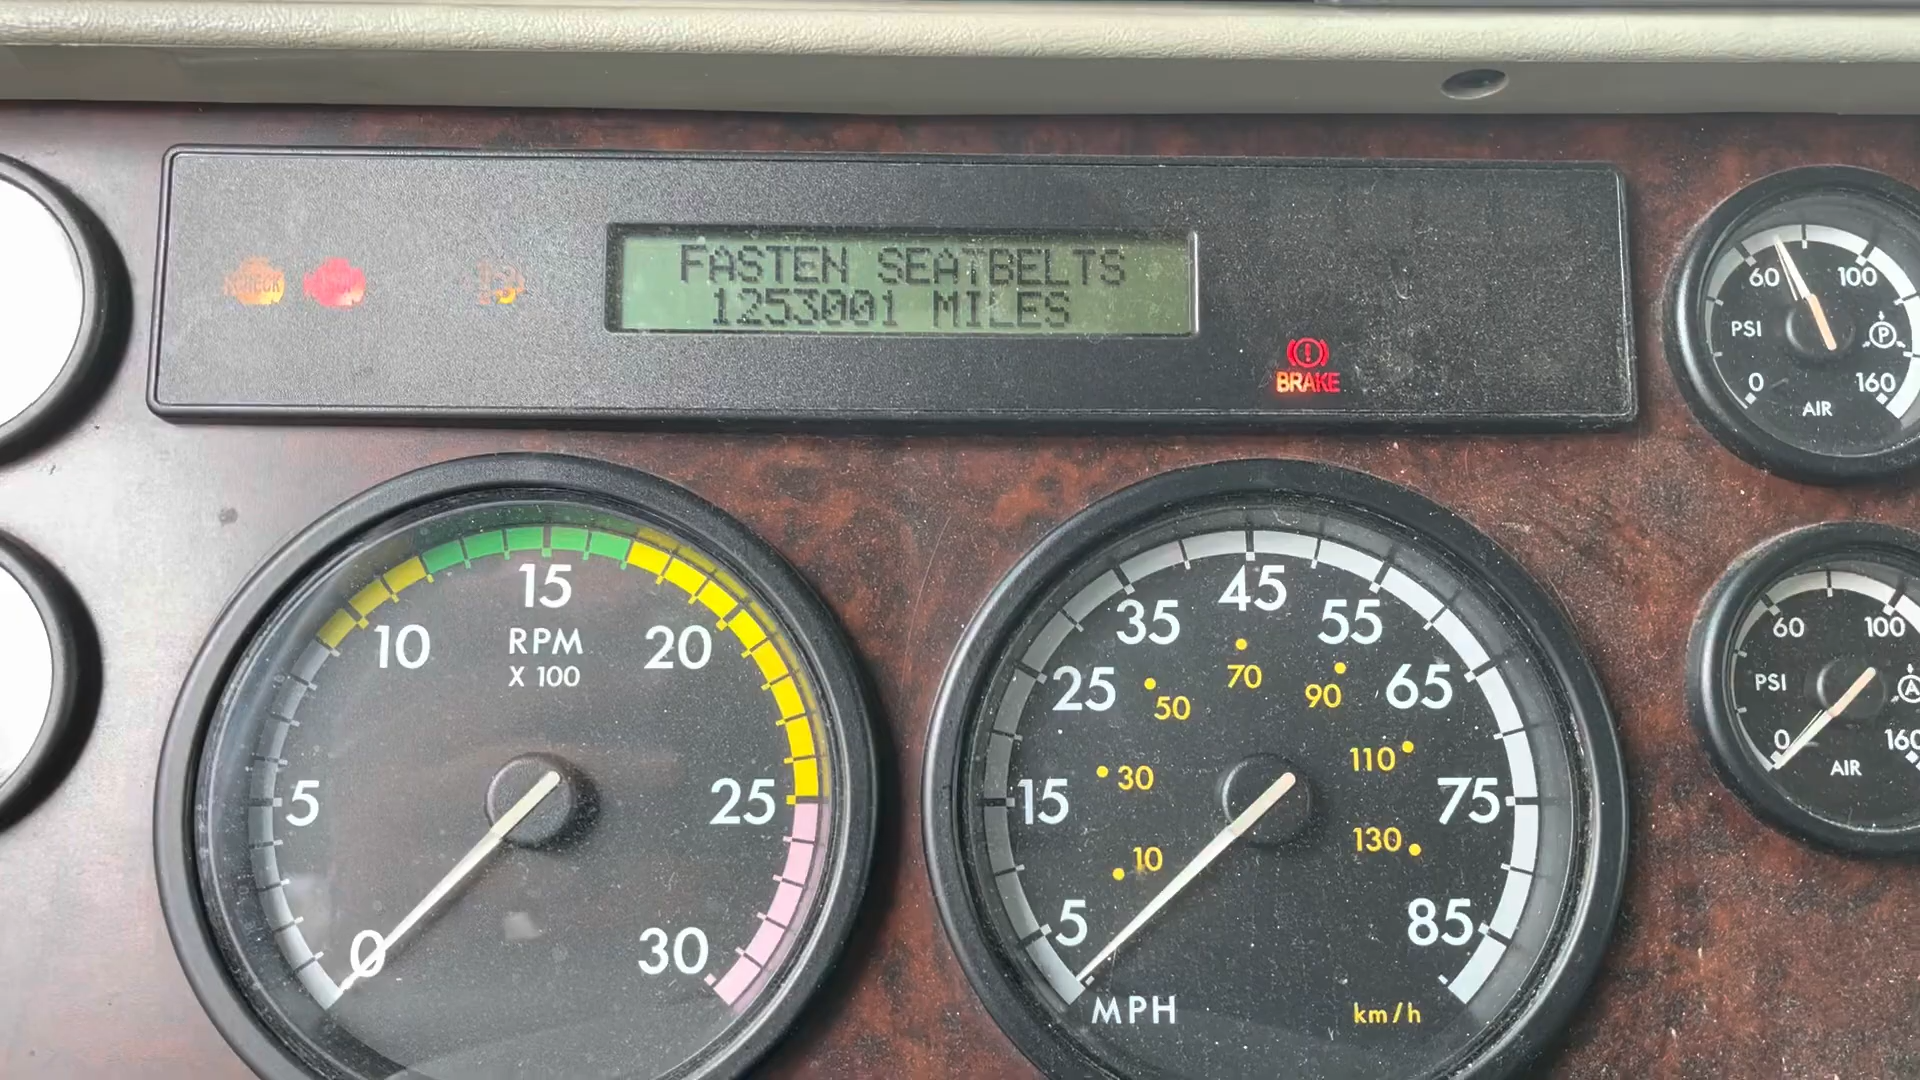 CHECK
FASTEN SEATBELTS
1253001 MILES
BRAKE
60
100
PSI
P
0
160
AIR
0
5
10
15
20
25
30
RPM
X 100
5
15
25
35
45
55
65
75
85
10
30
50
70
90
110
130
MPH
km/h
60
100
PSI
A
0
160
AIR